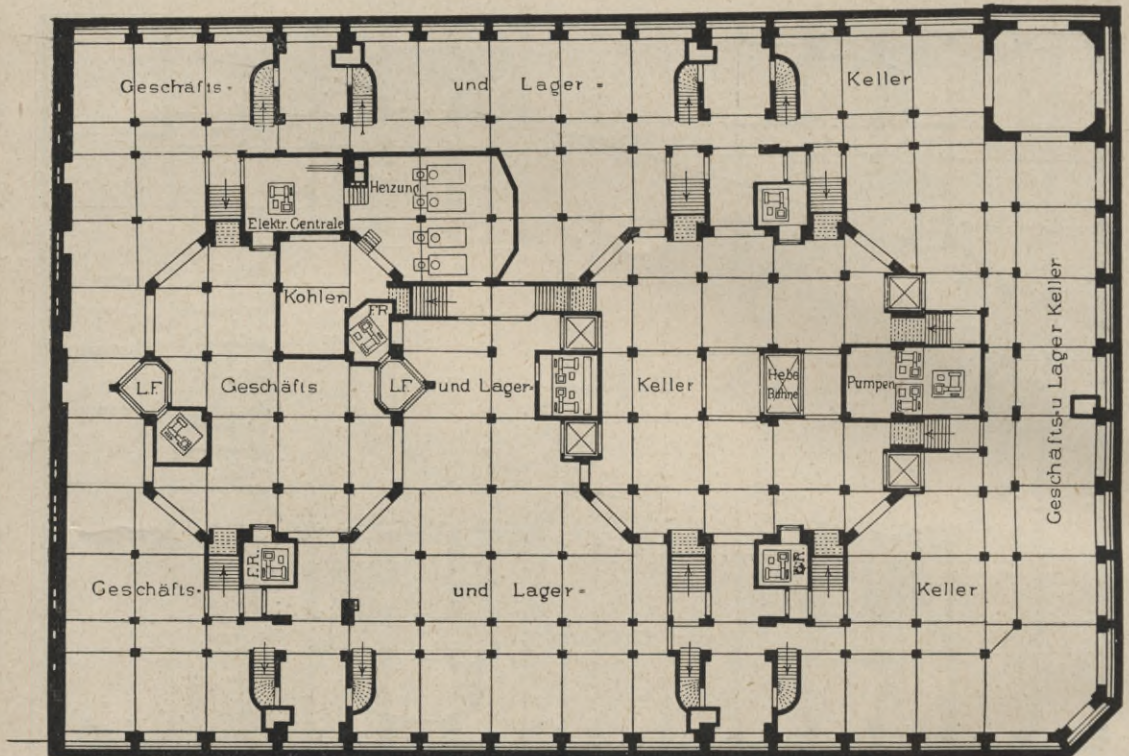 Geschäfts-
und Lager-
Keller
Heizung
Elektr. Centrale
Kohlen
F.R.
L.F.
Geschäfts
L.F.
und Lager-
Keller
Hebe
Bühne
Pumpen
Geschäfts-u Lager Keller
F.R.
Geschäfts-
und Lager-
Keller